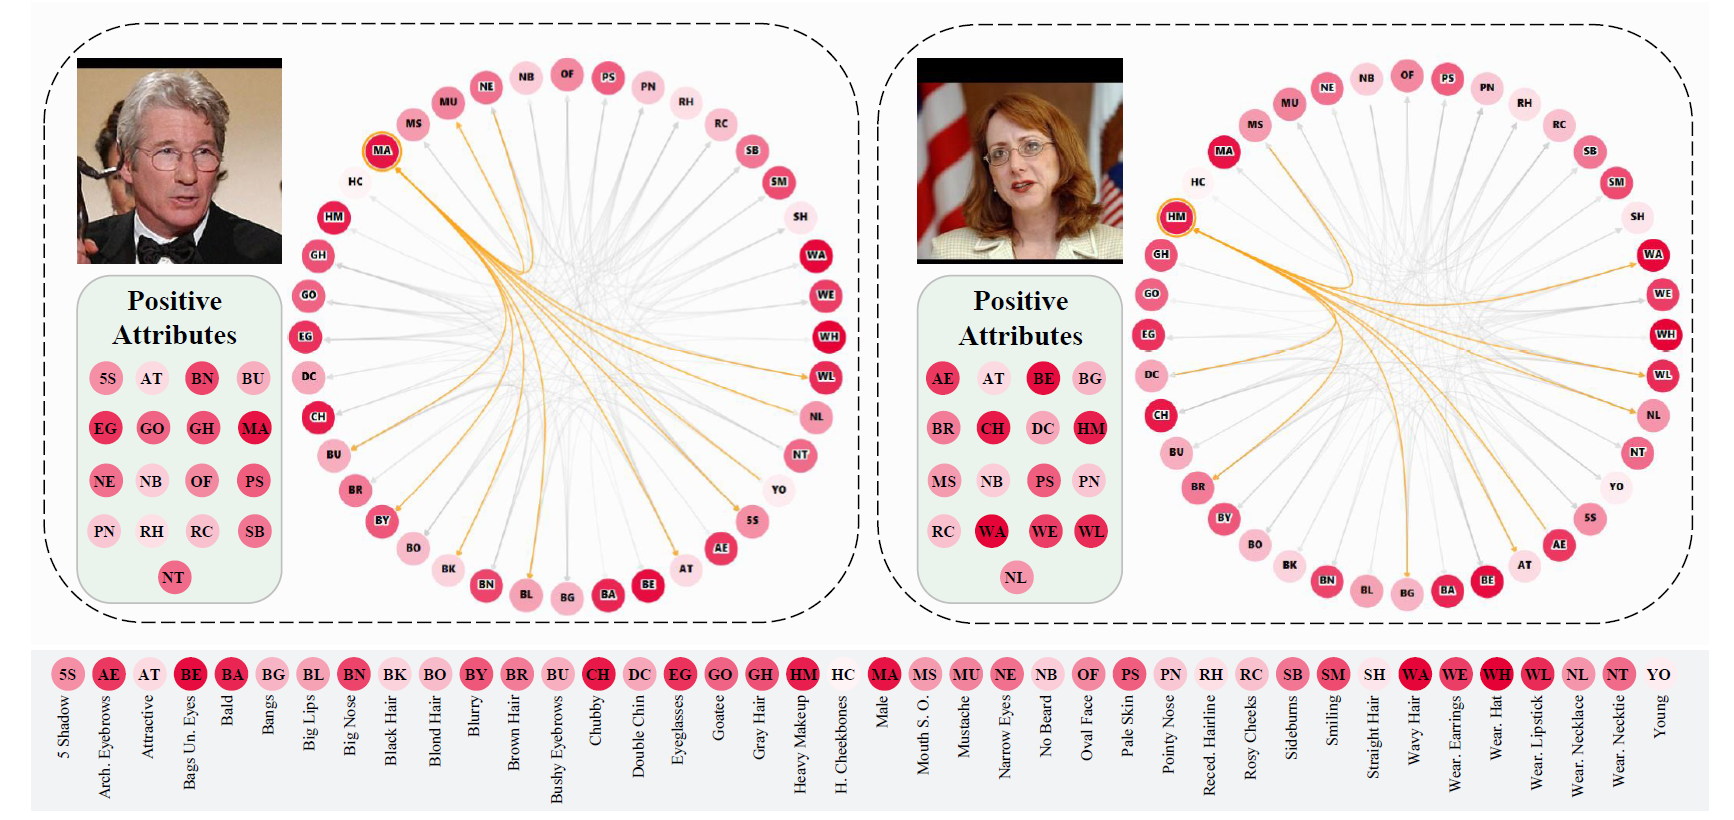 NB OF PS PN RH RC SB SM SH WA WE WH WL NL NT YO 5S AE AT BE BA BG BL BN BK BO BY BR BU CH DC EG GO GH HM HC MA MS MU NE
Positive
Attributes
5S AT BN BU
EG GO GH MA
NE NB OF PS
PN RH RC SB
NT
NB OF PS PN RH RC SB SM SH WA WE WH WL NL NT YO 5S AE AT BE BA BG BL BN BK BO BY BR BU CH DC EG GO GH HM HC MA MS MU NE
Positive
Attributes
AE AT BE BG
BR CH DC HM
MS NB PS PN
RC WA WE WL
NL
5S AE AT BE BA BG BL BN BK BO BY BR BU CH DC EG GO GH HM HC MA MS MU NE NB OF PS PN RH RC SB SM SH WA WE WH WL NL NT YO
5 Shadow
Arch. Eyebrows
Attractive
Bags Un. Eyes
Bald
Bangs
Big Lips
Big Nose
Black Hair
Blond Hair
Blurry
Brown Hair
Bushy Eyebrows
Chubby
Double Chin
Eyeglasses
Goatee
Gray Hair
Heavy Makeup
H. Cheekbones
Male
Mouth S. O.
Mustache
Narrow Eyes
No Beard
Oval Face
Pale Skin
Pointy Nose
Reced. Hairline
Rosy Cheeks
Sideburns
Smiling
Straight Hair
Wavy Hair
Wear. Earrings
Wear. Hat
Wear. Lipstick
Wear. Necklace
Wear. Necktie
Young